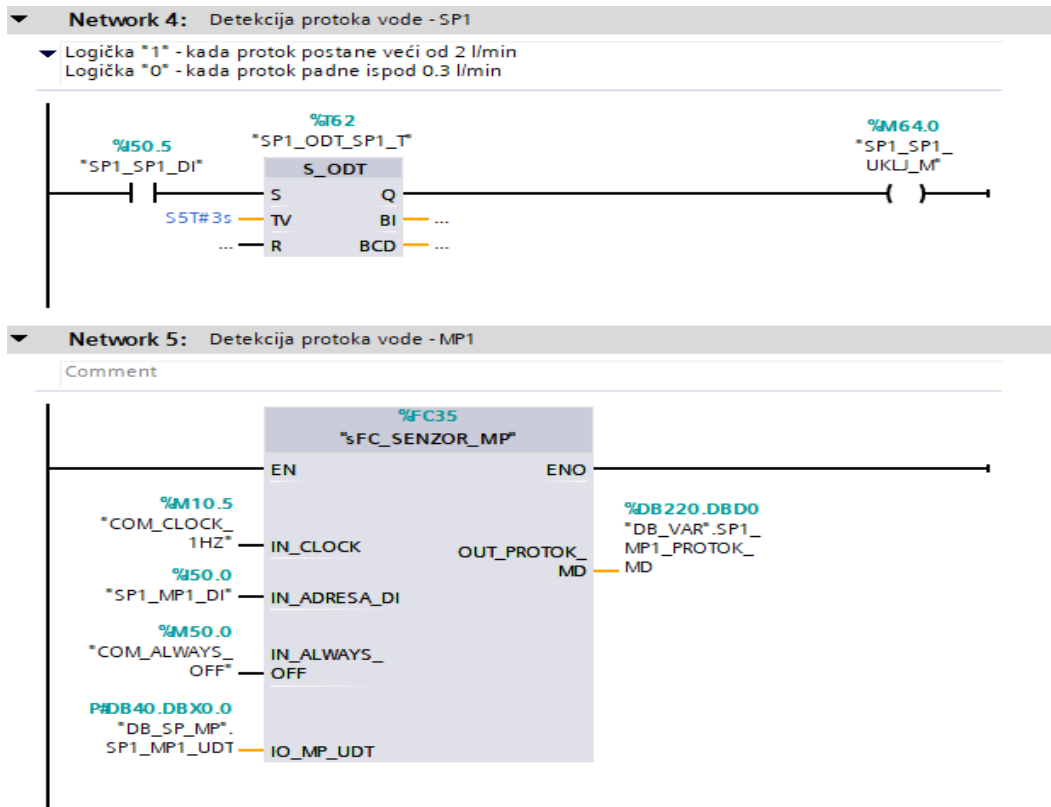 Network 4: Detekcija protoka vode - SP1
Logička "1" - kada protok postane veći od 2 l/min
Logička "0" - kada protok padne ispod 0.3 l/min
%I50.5
"SP1_SP1_DI"
%T62
"SP1_ODT_SP1_T"
S_ODT
%M64.0
"SP1_SP1_
UKLJ_M"
S Q
S5T#3s TV BI ...
... R BCD ...
Network 5: Detekcija protoka vode - MP1
Comment
%FC35
"sFC_SENZOR_MP"
EN ENO
%M10.5
"COM_CLOCK_
1HZ"
IN_CLOCK
%I50.0
"SP1_MP1_DI"
IN_ADRESA_DI
%M50.0
"COM_ALWAYS_
OFF"
IN_ALWAYS_
OFF
P#DB40.DBX0.0
"DB_SP_MP".
SP1_MP1_UDT
IO_MP_UDT
OUT_PROTOK_
MD
%DB220.DBD0
"DB_VAR".SP1_
MP1_PROTOK_
MD